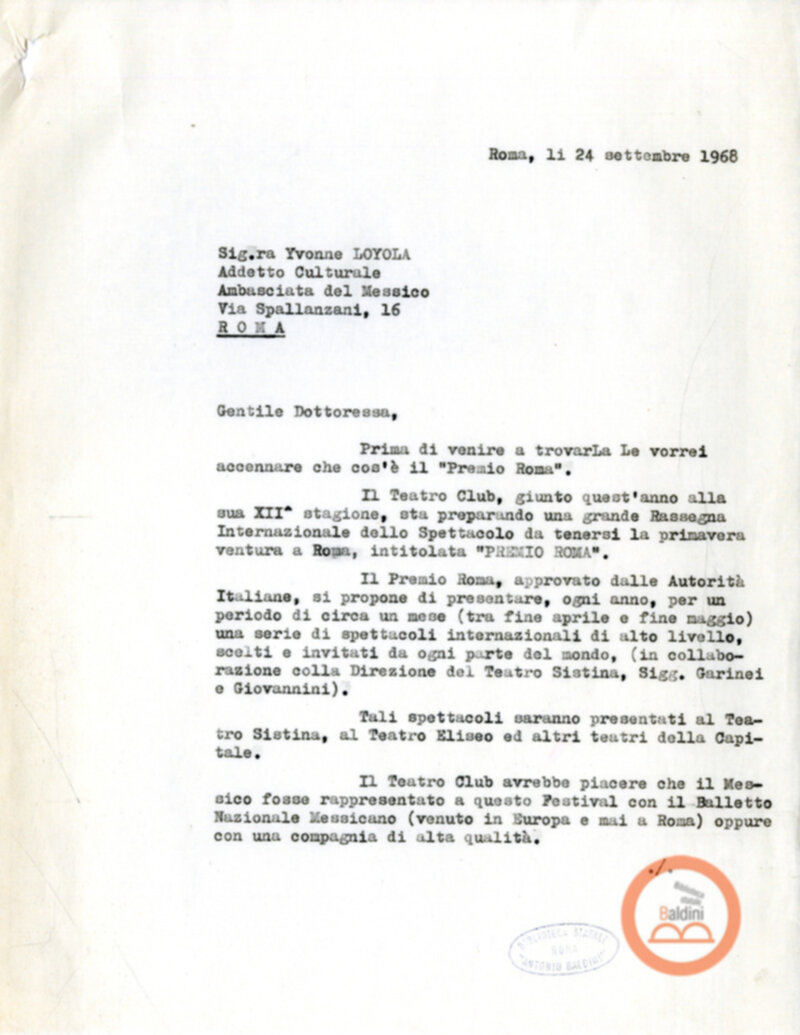 Roma, li 24 settembre 1968
Sig.ra Yvonne LOYOLA
Addetto Culturale
Ambasciata del Messico
Via Spallanzani, 16
R O M A
Gentile Dottoressa,
Prima di venire a trovarLa Le vorrei
accennare che cos'è il "Premio Roma".
Il Teatro Club, giunto quest'anno alla
sua XII^ stagione, sta preparando una grande Rassegna
Internazionale dello Spettacolo da tenersi la primavera
ventura a Roma, intitolata "PREMIO ROMA".
Il Premio Roma, approvato dalle Autorità
Italiane, si propone di presentare, ogni anno, per un
periodo di circa un mese (tra fine aprile e fine maggio)
una serie di spettacoli internazionali di alto livello,
scelti e invitati da ogni parte del mondo, (in collabo-
razione colla Direzione del Teatro Sistina, Sigg. Garinei
e Giovannini).
Tali spettacoli saranno presentati al Tea-
tro Sistina, al Teatro Eliseo ed altri teatri della Capi-
tale.
Il Teatro Club avrebbe piacere che il Mes-
sico fosse rappresentato a questo Festival con il Balletto
Nazionale Messicano (venuto in Europa e mai a Roma) oppure
con una compagnia di alta qualità.
./.
Biblioteca
statale
Baldini
BIBLIOTECA STATALE
ROMA
"ANTONIO BALDINI"